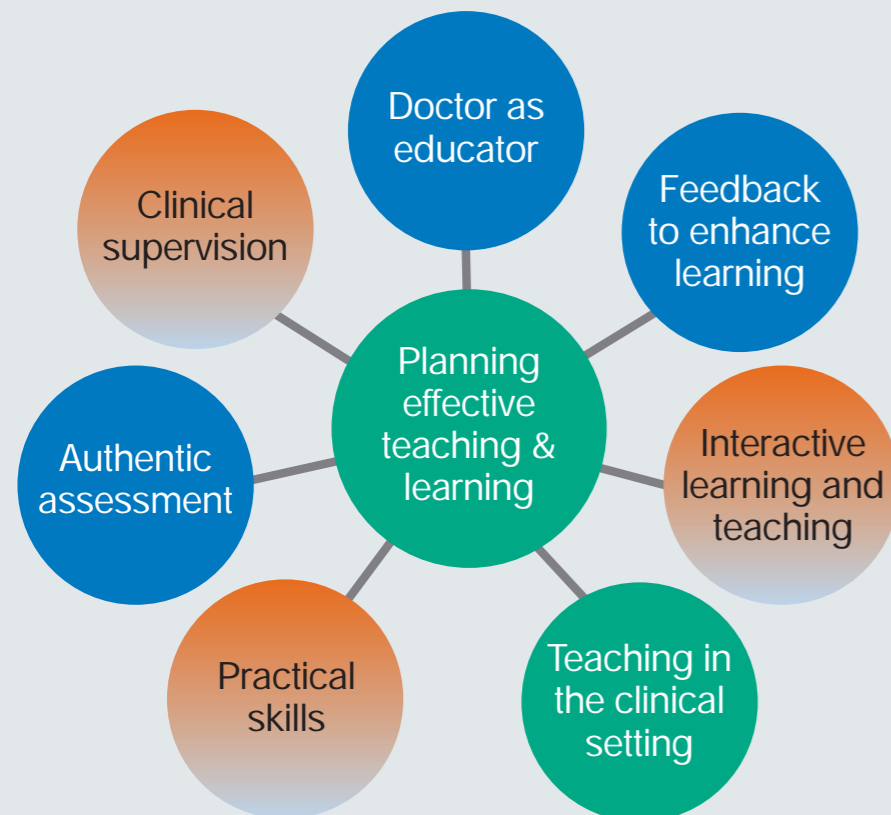 Doctor as
educator
Feedback
to enhance
learning
Clinical
supervision
Planning
effective
teaching &
learning
Interactive
learning and
teaching
Authentic
assessment
Teaching in
the clinical
setting
Practical
skills